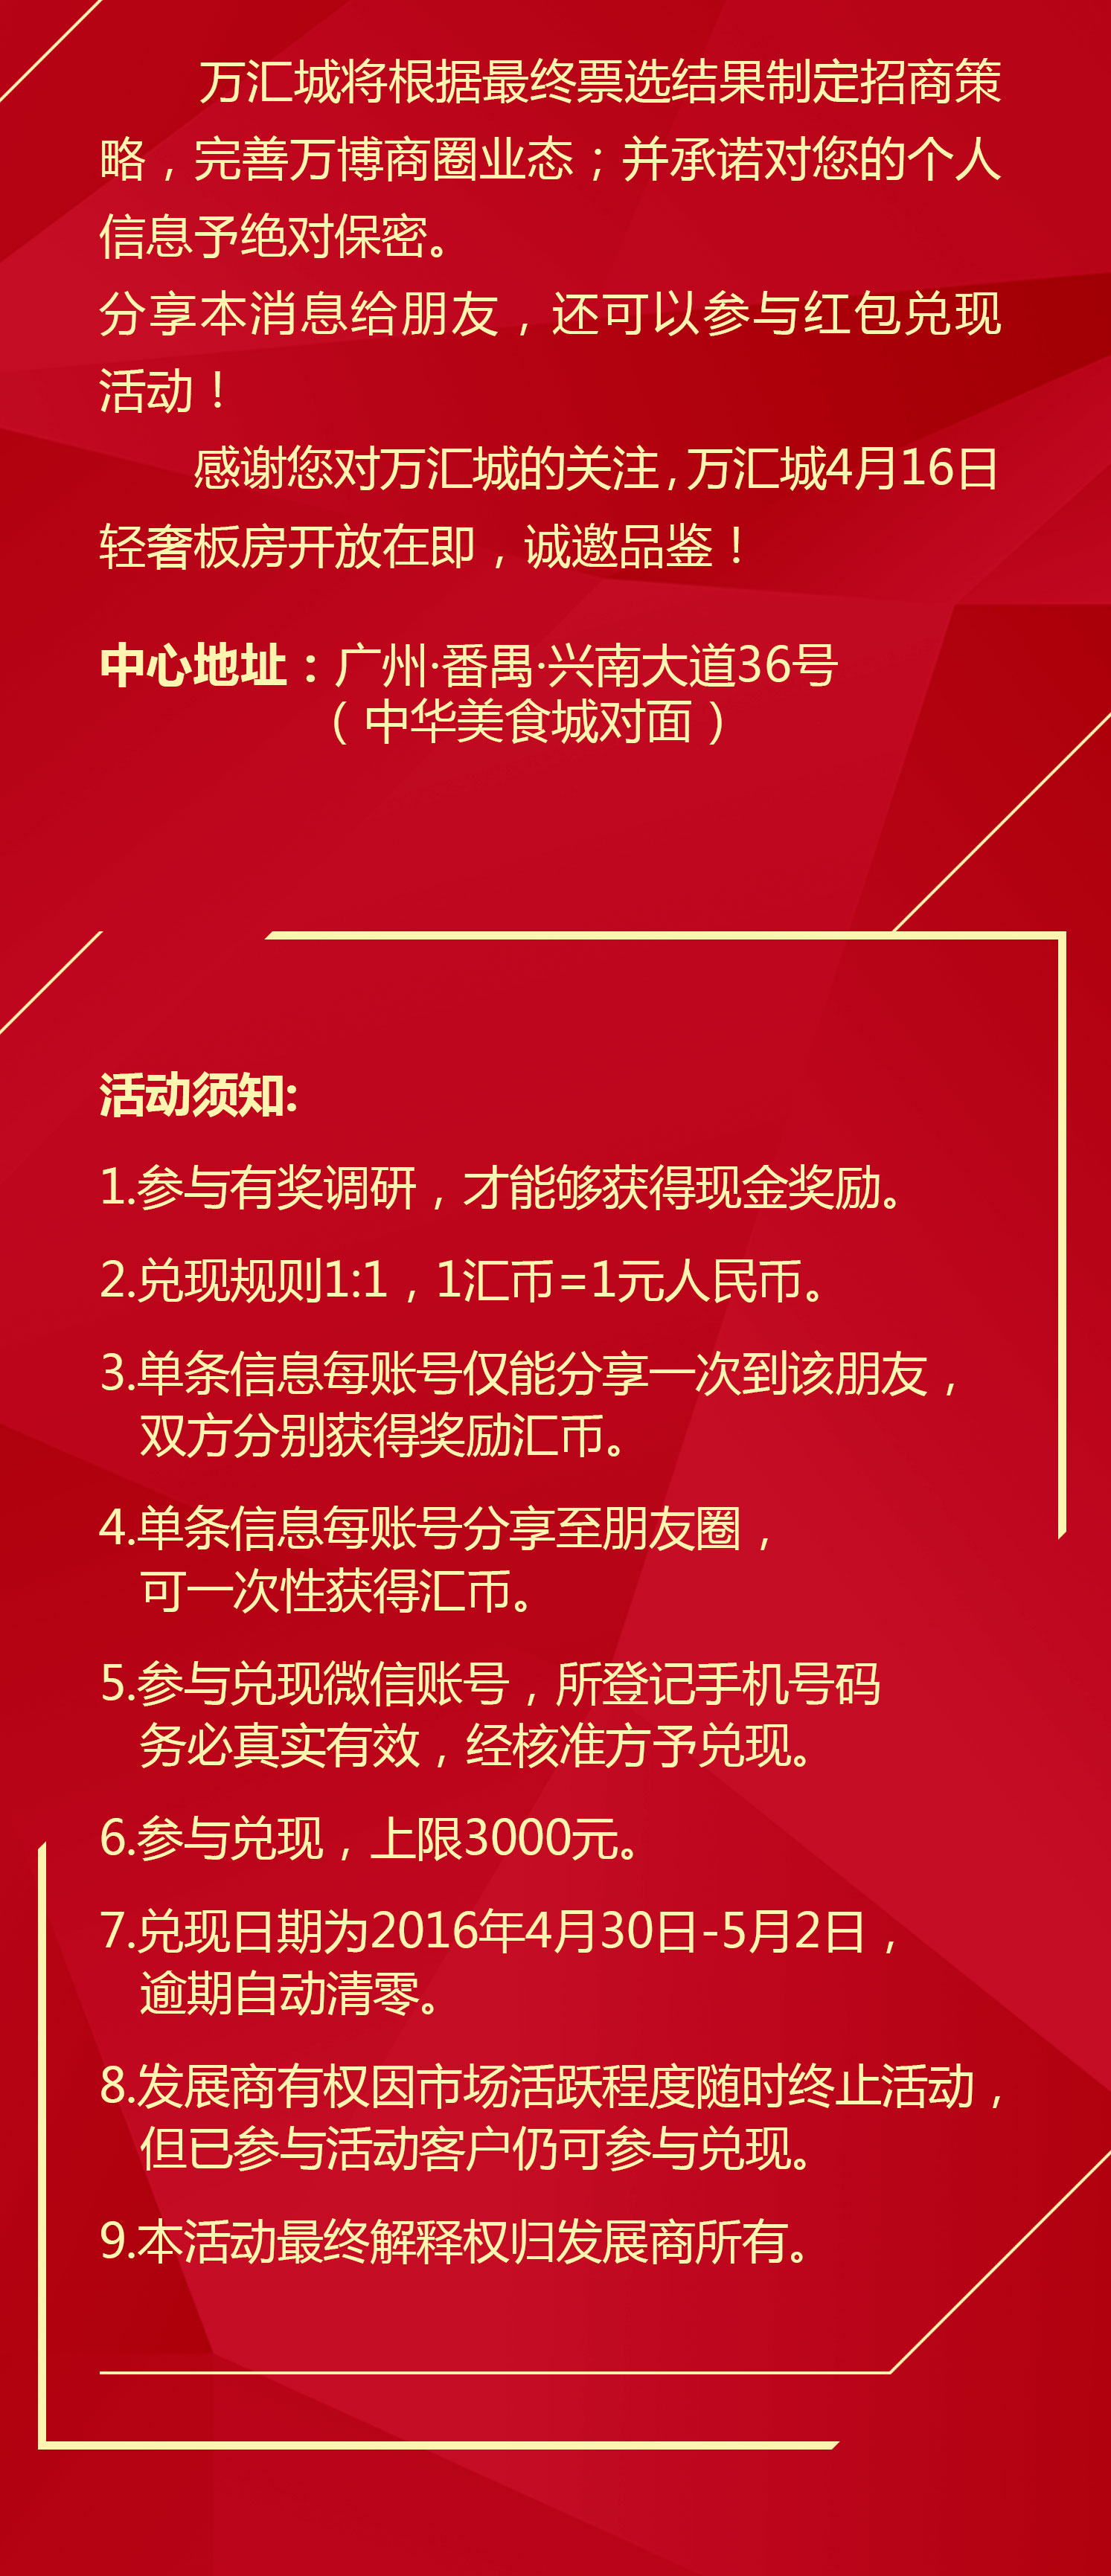 万汇城将根据最终票选结果制定招商策
略，完善万博商圈业态；并承诺对您的个人
信息予绝对保密。
分享本消息给朋友，还可以参与红包兑现
活动！
感谢您对万汇城的关注，万汇城4月16日
轻奢板房开放在即，诚邀品鉴！
中心地址：广州·番禺·兴南大道36号
（中华美食城对面）
活动须知:
1.参与有奖调研，才能够获得现金奖励。
2.兑现规则1:1，1汇币=1元人民币。
3.单条信息每账号仅能分享一次到该朋友，
双方分别获得奖励汇币。
4.单条信息每账号分享至朋友圈，
可一次性获得汇币。
5.参与兑现微信账号，所登记手机号码
务必真实有效，经核准方予兑现。
6.参与兑现，上限3000元。
7.兑现日期为2016年4月30日-5月2日，
逾期自动清零。
8.发展商有权因市场活跃程度随时终止活动，
但已参与活动客户仍可参与兑现。
9.本活动最终解释权归发展商所有。